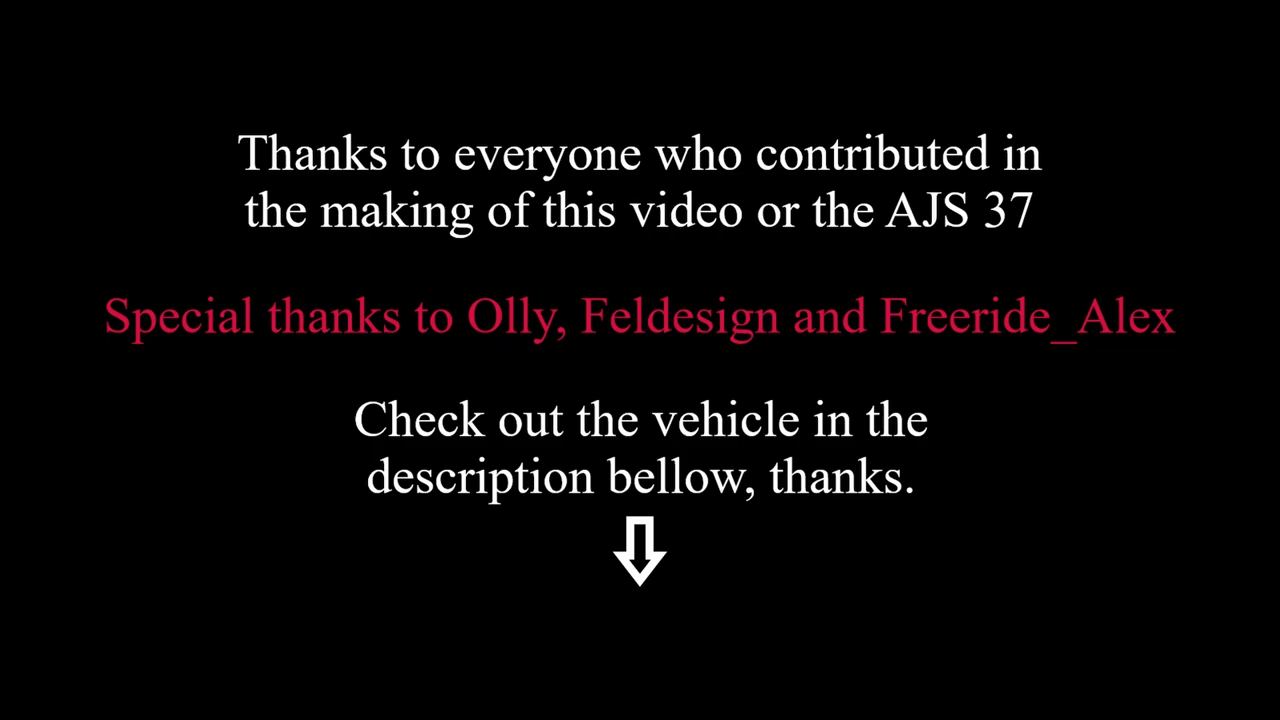 Thanks to everyone who contributed in
the making of this video or the AJS 37
Special thanks to Olly, Feldesign and Freeride_Alex
Check out the vehicle in the
description bellow, thanks.